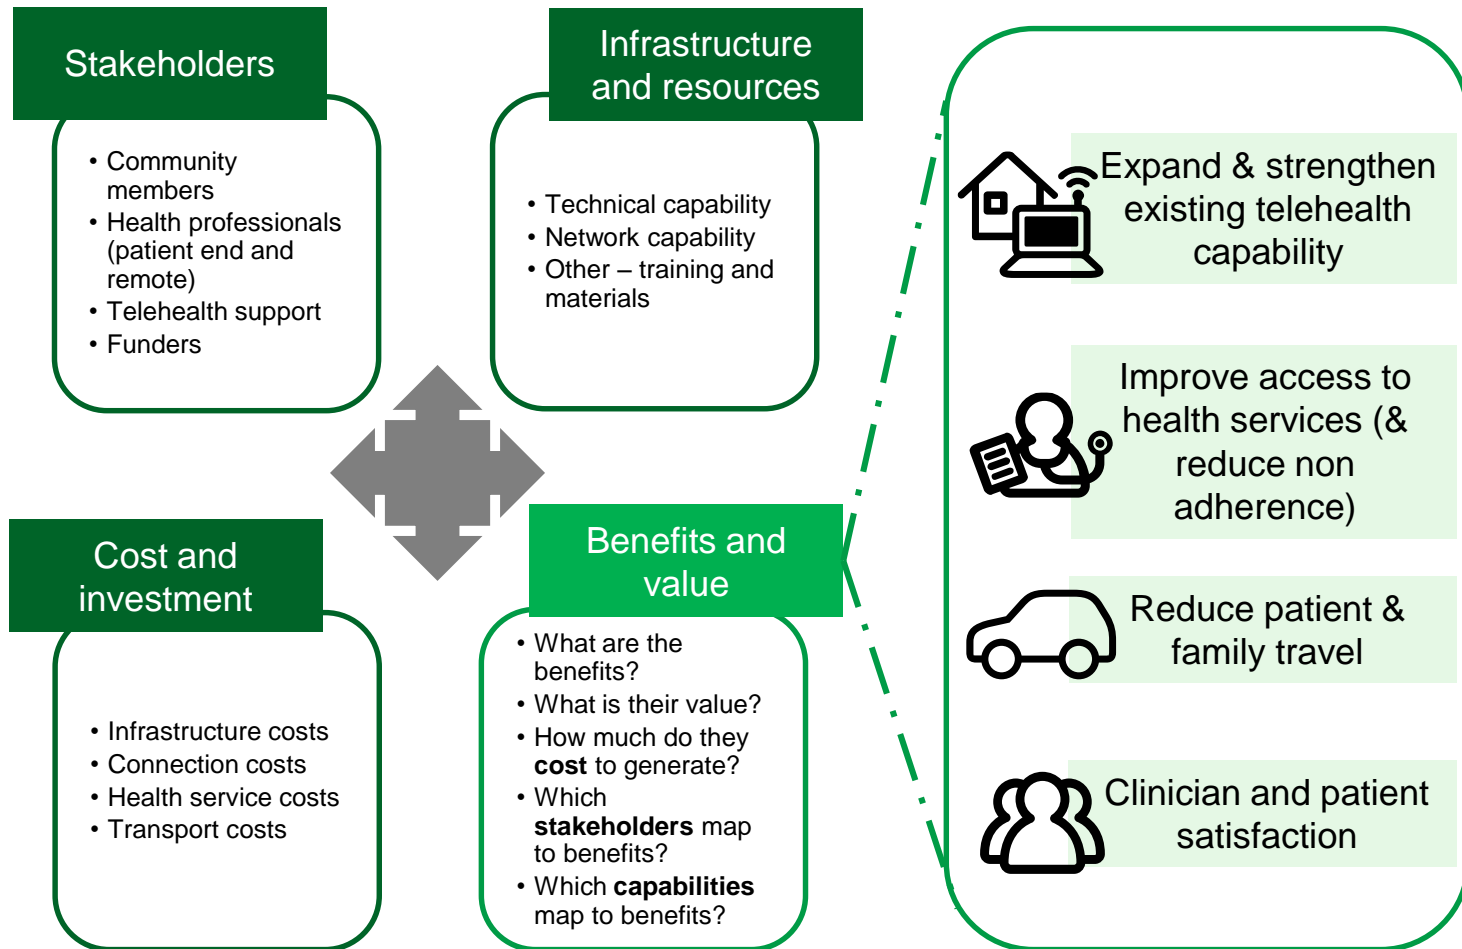 Stakeholders
• Community
members
• Health professionals
(patient end and
remote)
• Telehealth support
• Funders
Infrastructure
and resources
• Technical capability
• Network capability
• Other – training and
materials
Cost and
investment
• Infrastructure costs
• Connection costs
• Health service costs
• Transport costs
Benefits and
value
• What are the
benefits?
• What is their value?
• How much do they
cost to generate?
• Which
stakeholders map
to benefits?
• Which capabilities
map to benefits?
Expand & strengthen
existing telehealth
capability
Improve access to
health services (&
reduce non
adherence)
Reduce patient &
family travel
Clinician and patient
satisfaction